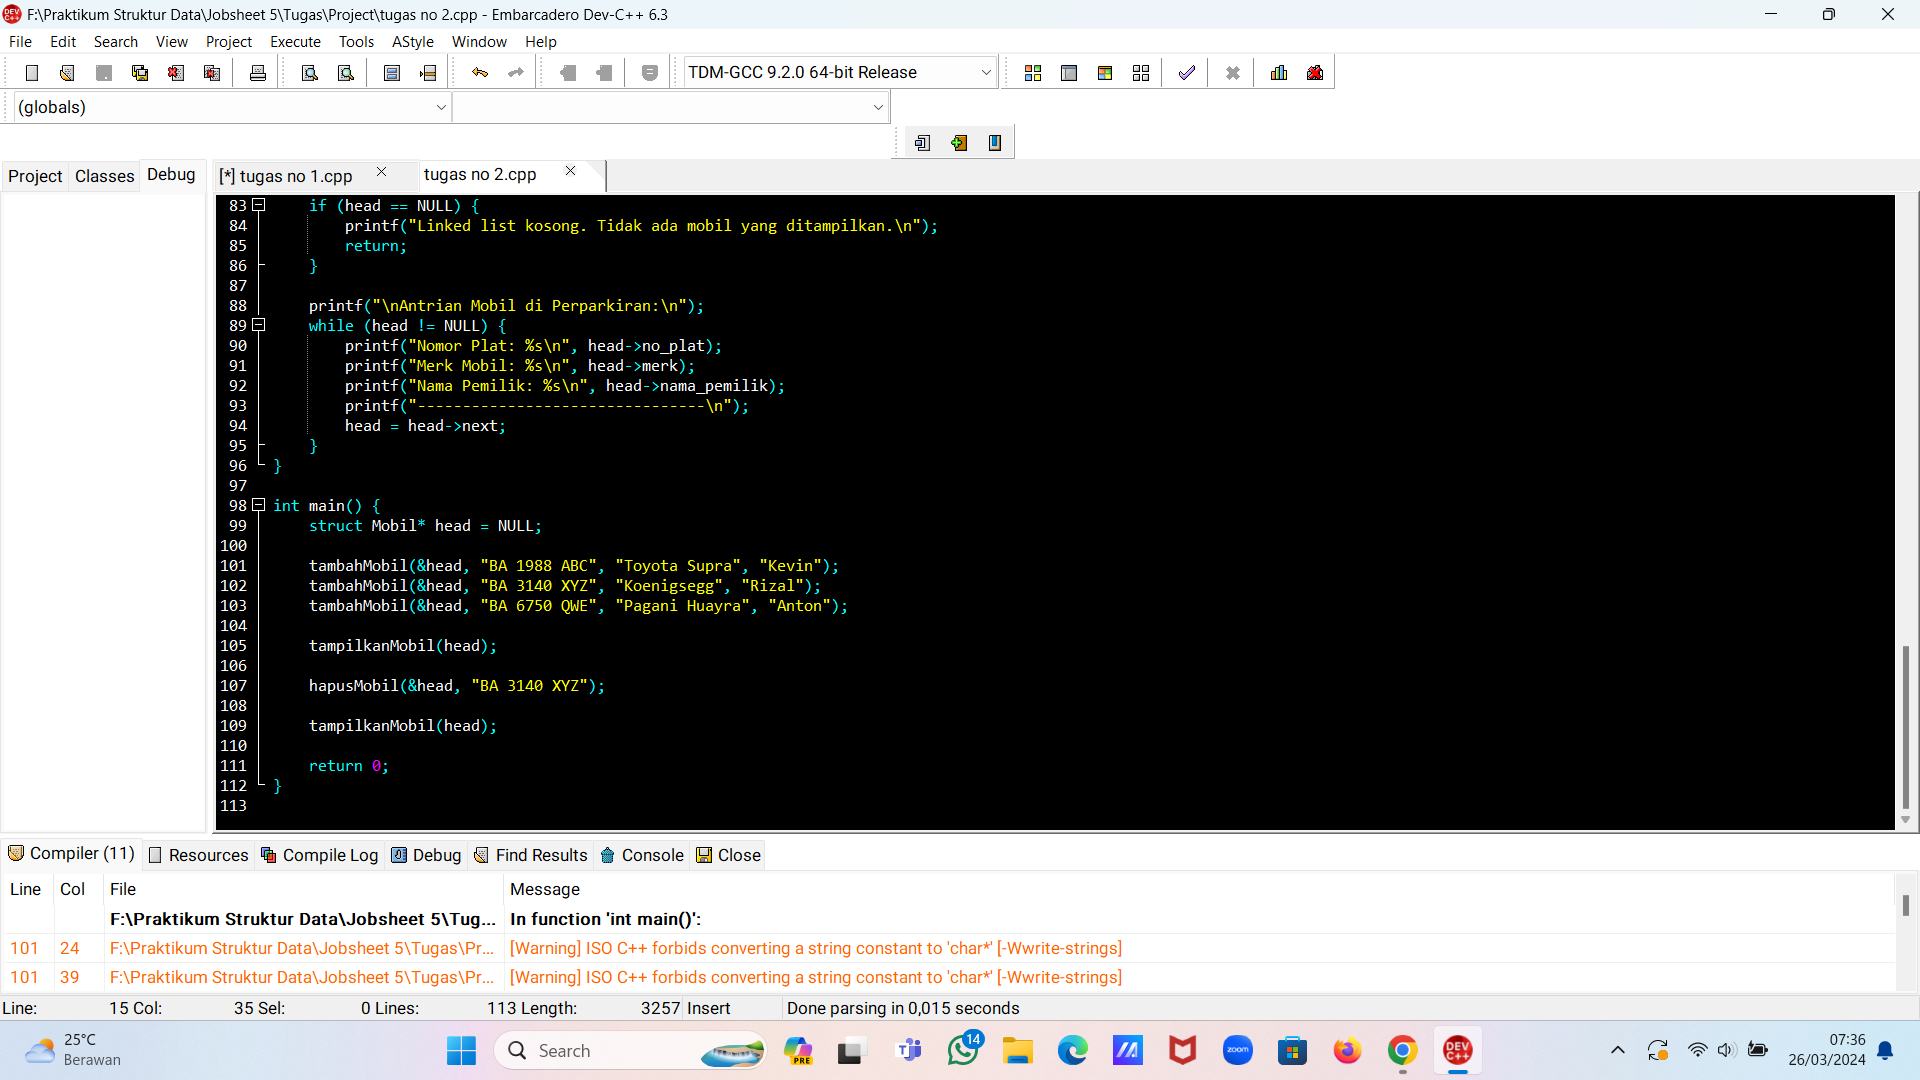 DEV C++ F:\Praktikum Struktur Data\Jobsheet 5\Tugas\Project\tugas no 2.cpp - Embarcadero Dev-C++ 6.3
File Edit Search View Project Execute Tools AStyle Window Help
TDM-GCC 9.2.0 64-bit Release
(globals)
Project Classes Debug [*] tugas no 1.cpp tugas no 2.cpp
83 if (head == NULL) {
84 printf("Linked list kosong. Tidak ada mobil yang ditampilkan.\n");
85 return;
86 }
87
88 printf("\nAntrian Mobil di Perparkiran:\n");
89 while (head != NULL) {
90 printf("Nomor Plat: %s\n", head->no_plat);
91 printf("Merk Mobil: %s\n", head->merk);
92 printf("Nama Pemilik: %s\n", head->nama_pemilik);
93 printf("--------------------------------\n");
94 head = head->next;
95 }
96 }
97
98 int main() {
99 struct Mobil* head = NULL;
100
101 tambahMobil(&head, "BA 1988 ABC", "Toyota Supra", "Kevin");
102 tambahMobil(&head, "BA 3140 XYZ", "Koenigsegg", "Rizal");
103 tambahMobil(&head, "BA 6750 QWE", "Pagani Huayra", "Anton");
104
105 tampilkanMobil(head);
106
107 hapusMobil(&head, "BA 3140 XYZ");
108
109 tampilkanMobil(head);
110
111 return 0;
112 }
113
Compiler (11) Resources Compile Log Debug Find Results Console Close
Line Col File Message
F:\Praktikum Struktur Data\Jobsheet 5\Tug... In function 'int main()':
101 24 F:\Praktikum Struktur Data\Jobsheet 5\Tugas\Pr... [Warning] ISO C++ forbids converting a string constant to 'char*' [-Wwrite-strings]
101 39 F:\Praktikum Struktur Data\Jobsheet 5\Tugas\Pr... [Warning] ISO C++ forbids converting a string constant to 'char*' [-Wwrite-strings]
Line: 15 Col: 35 Sel: 0 Lines: 113 Length: 3257 Insert Done parsing in 0,015 seconds
25°C
Berawan
Search
PRE
14
zoom
DEV C++
07:36
26/03/2024